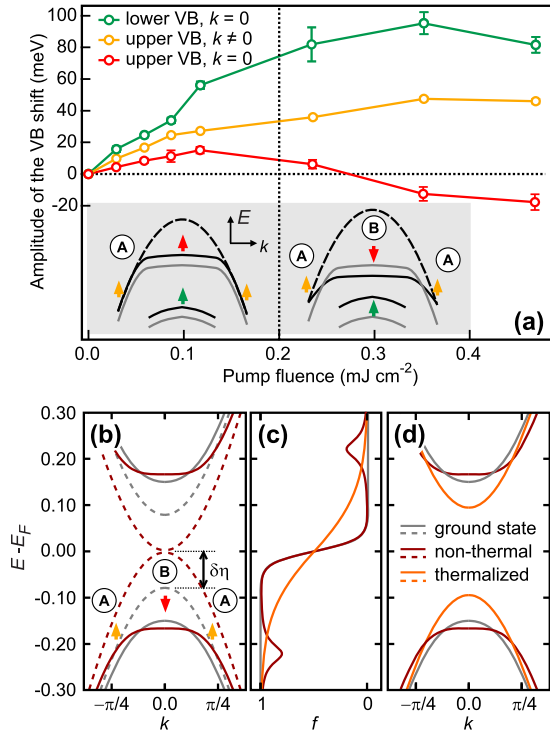 lower VB, k = 0
upper VB, k ≠ 0
upper VB, k = 0
Amplitude of the VB shift (meV)
100
80
60
40
20
0
-20
A
E
k
B
A
A
(a)
0.0
0.1
0.2
0.3
0.4
Pump fluence (mJ cm⁻²)
(b)
(c)
(d)
0.30
0.20
0.10
0.00
-0.10
-0.20
-0.30
E-E_F
B
δη
A
A
ground state
non-thermal
thermalized
−π/4
0.0
π/4
k
1
0
f
−π/4
0.0
π/4
k